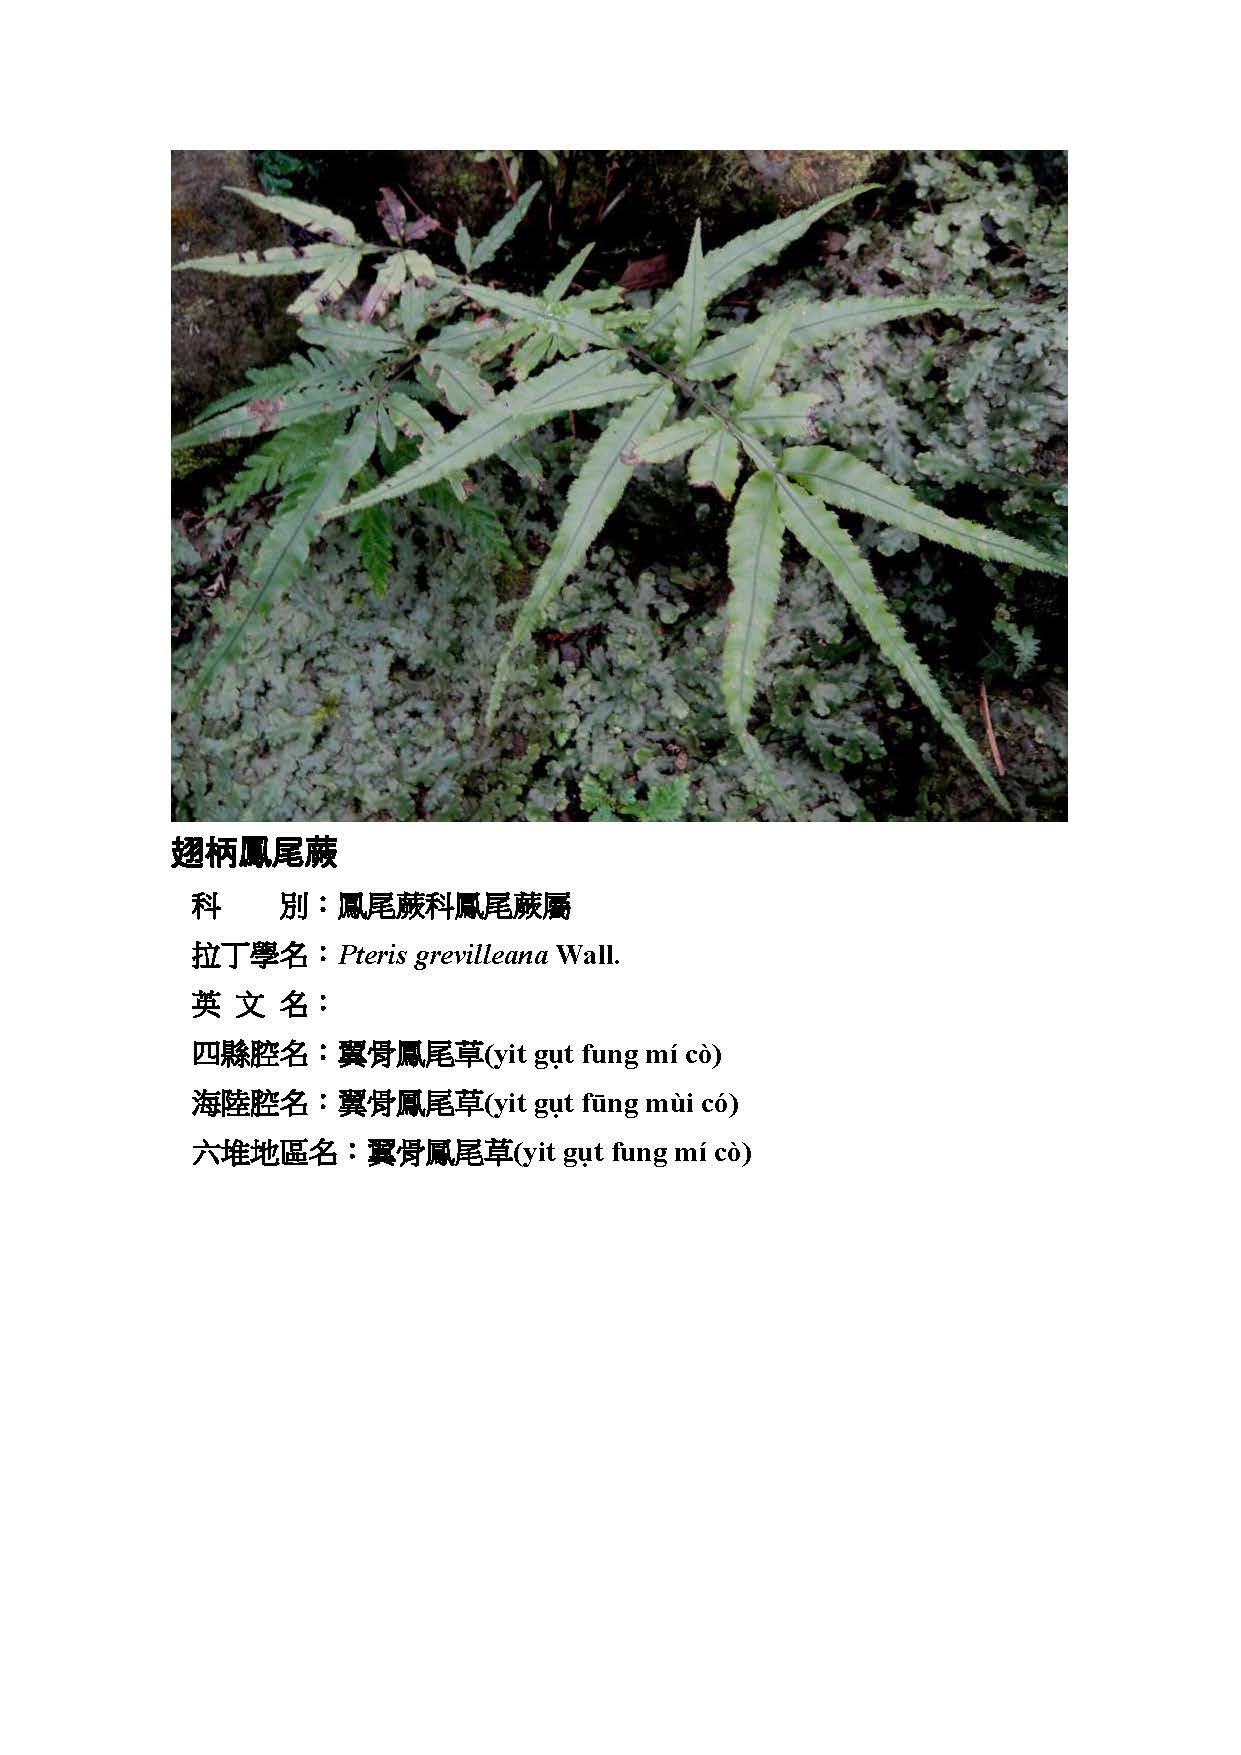 翅柄鳳尾蕨
科　　別：鳳尾蕨科鳳尾蕨屬
拉丁學名：Pteris grevilleana Wall.
英 文 名：
四縣腔名：翼骨鳳尾草(yit gụt fung mí cò)
海陸腔名：翼骨鳳尾草(yit gụt fūng mùi có)
六堆地區名：翼骨鳳尾草(yit gụt fung mí cò)